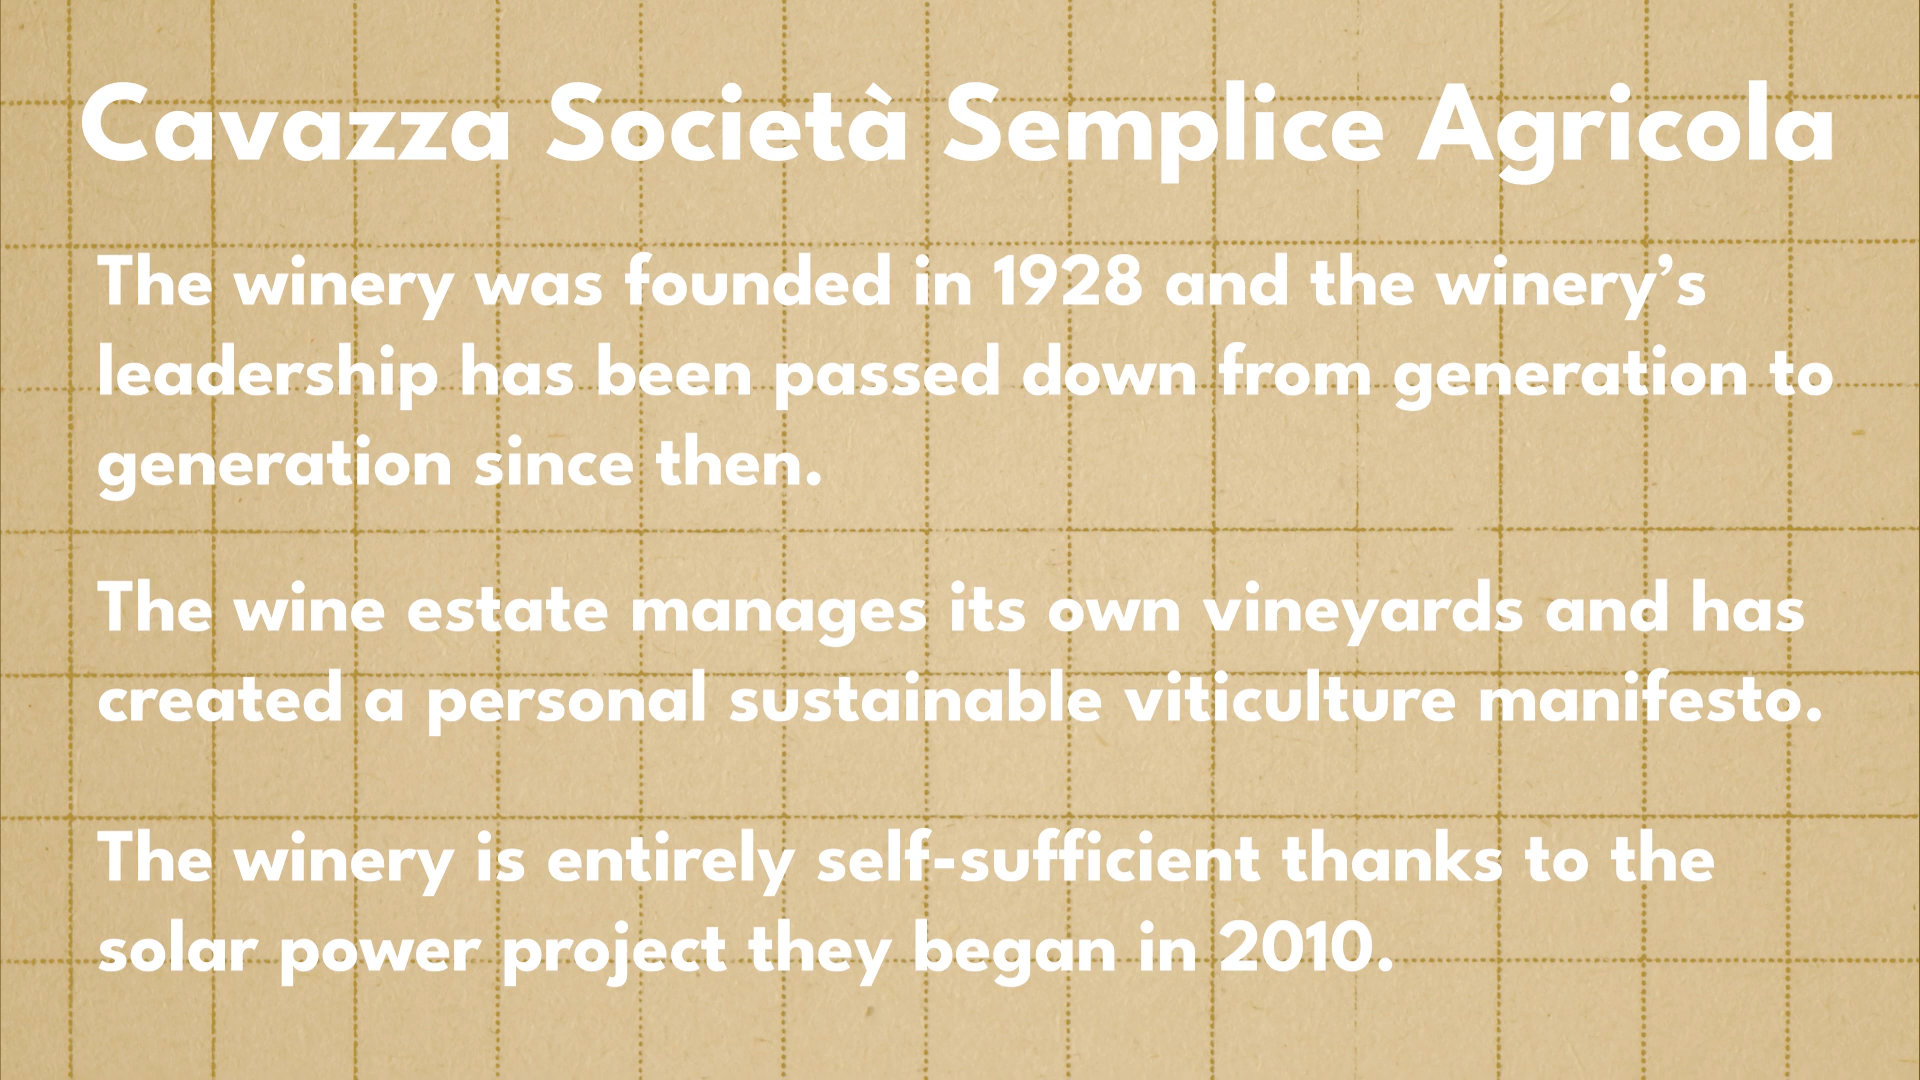 Cavazza Società Semplice Agricola
The winery was founded in 1928 and the winery’s
leadership has been passed down from generation to
generation since then.
The wine estate manages its own vineyards and has
created a personal sustainable viticulture manifesto.
The winery is entirely self-sufficient thanks to the
solar power project they began in 2010.